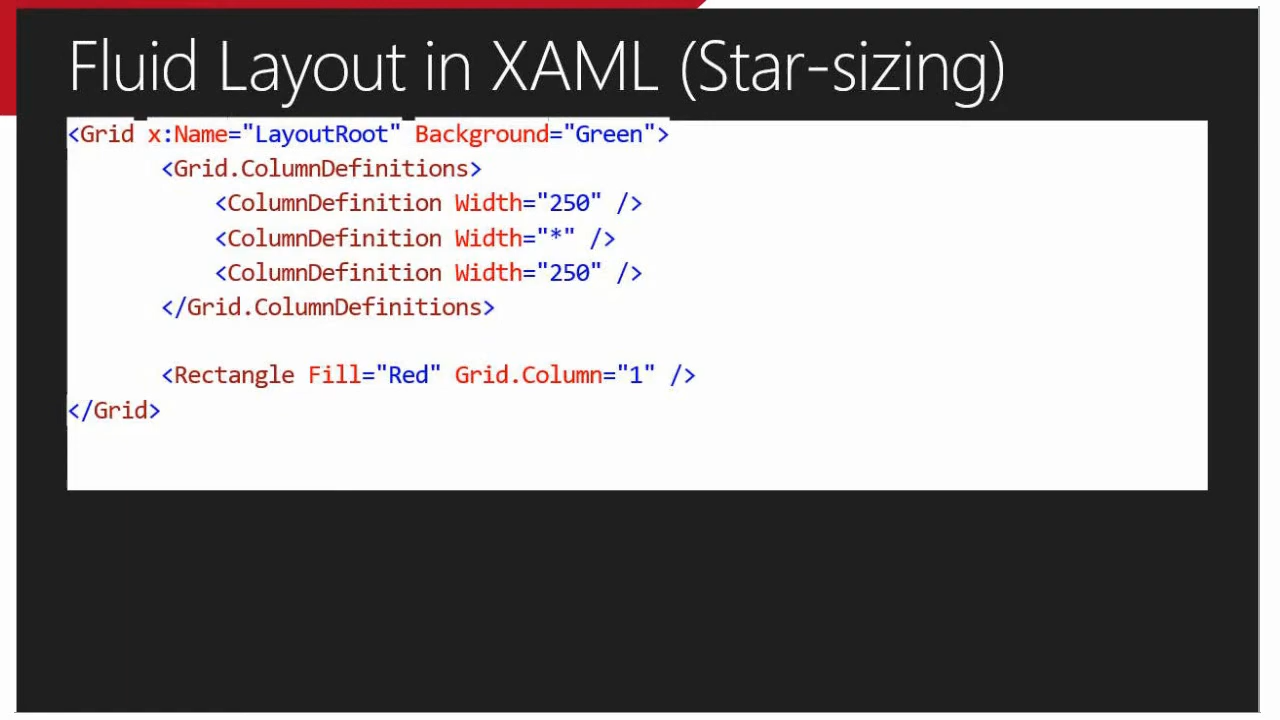 Fluid Layout in XAML (Star-sizing)
<Grid x:Name="LayoutRoot" Background="Green">
<Grid.ColumnDefinitions>
<ColumnDefinition Width="250" />
<ColumnDefinition Width="*" />
<ColumnDefinition Width="250" />
</Grid.ColumnDefinitions>
<Rectangle Fill="Red" Grid.Column="1" />
</Grid>